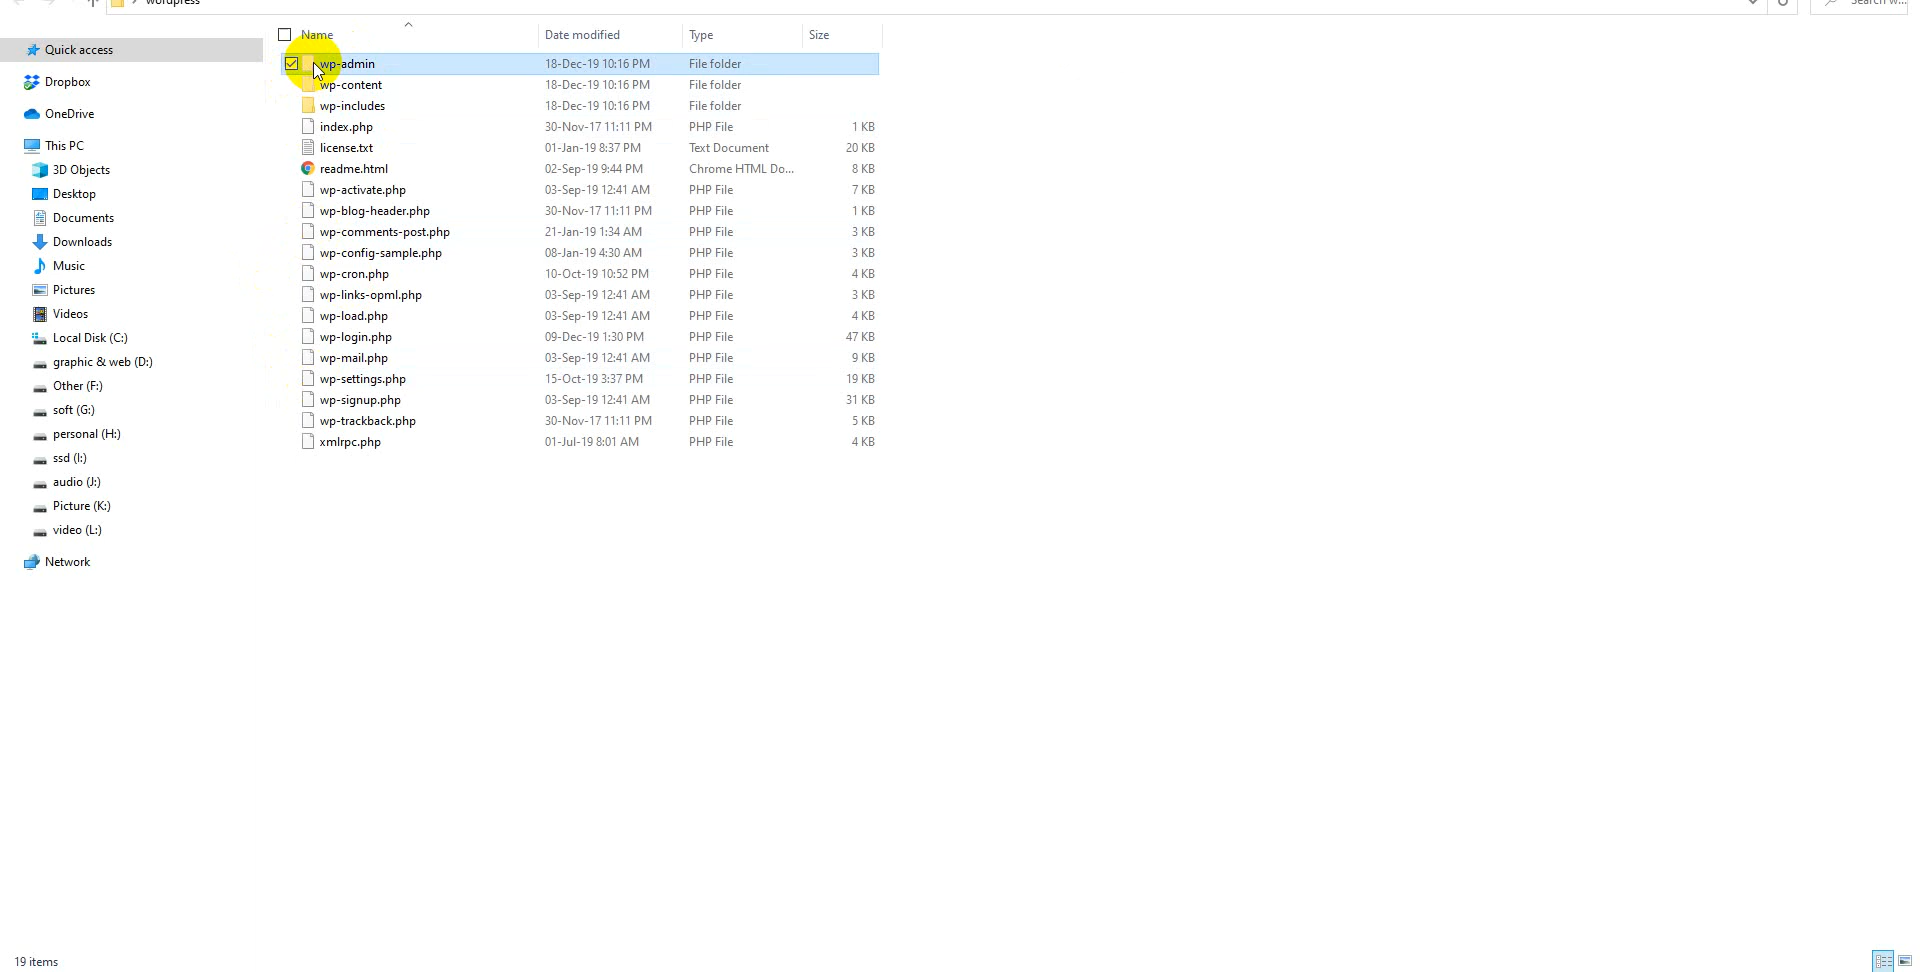 wordpress
Search w...
Quick access
Dropbox
OneDrive
This PC
3D Objects
Desktop
Documents
Downloads
Music
Pictures
Videos
Local Disk (C:)
graphic & web (D:)
Other (F:)
soft (G:)
personal (H:)
ssd (I:)
audio (J:)
Picture (K:)
video (L:)
Network
Name Date modified Type Size
wp-admin 18-Dec-19 10:16 PM File folder
wp-content 18-Dec-19 10:16 PM File folder
wp-includes 18-Dec-19 10:16 PM File folder
index.php 30-Nov-17 11:11 PM PHP File 1 KB
license.txt 01-Jan-19 8:37 PM Text Document 20 KB
readme.html 02-Sep-19 9:44 PM Chrome HTML Do... 8 KB
wp-activate.php 03-Sep-19 12:41 AM PHP File 7 KB
wp-blog-header.php 30-Nov-17 11:11 PM PHP File 1 KB
wp-comments-post.php 21-Jan-19 1:34 AM PHP File 3 KB
wp-config-sample.php 08-Jan-19 4:30 AM PHP File 3 KB
wp-cron.php 10-Oct-19 10:52 PM PHP File 4 KB
wp-links-opml.php 03-Sep-19 12:41 AM PHP File 3 KB
wp-load.php 03-Sep-19 12:41 AM PHP File 4 KB
wp-login.php 09-Dec-19 1:30 PM PHP File 47 KB
wp-mail.php 03-Sep-19 12:41 AM PHP File 9 KB
wp-settings.php 15-Oct-19 3:37 PM PHP File 19 KB
wp-signup.php 03-Sep-19 12:41 AM PHP File 31 KB
wp-trackback.php 30-Nov-17 11:11 PM PHP File 5 KB
xmlrpc.php 01-Jul-19 8:01 AM PHP File 4 KB
19 items